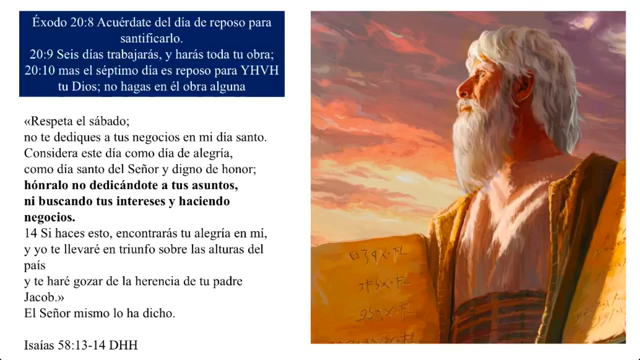 Éxodo 20:8 Acuérdate del día de reposo para
santificarlo.
20:9 Seis días trabajarás, y harás toda tu obra;
20:10 mas el séptimo día es reposo para YHVH
tu Dios; no hagas en él obra alguna
«Respeta el sábado;
no te dediques a tus negocios en mi día santo.
Considera este día como día de alegría,
como día santo del Señor y digno de honor;
hónralo no dedicándote a tus asuntos,
ni buscando tus intereses y haciendo
negocios.
14 Si haces esto, encontrarás tu alegría en mí,
y yo te llevaré en triunfo sobre las alturas del
país
y te haré gozar de la herencia de tu padre
Jacob.»
El Señor mismo lo ha dicho.
Isaías 58:13-14 DHH